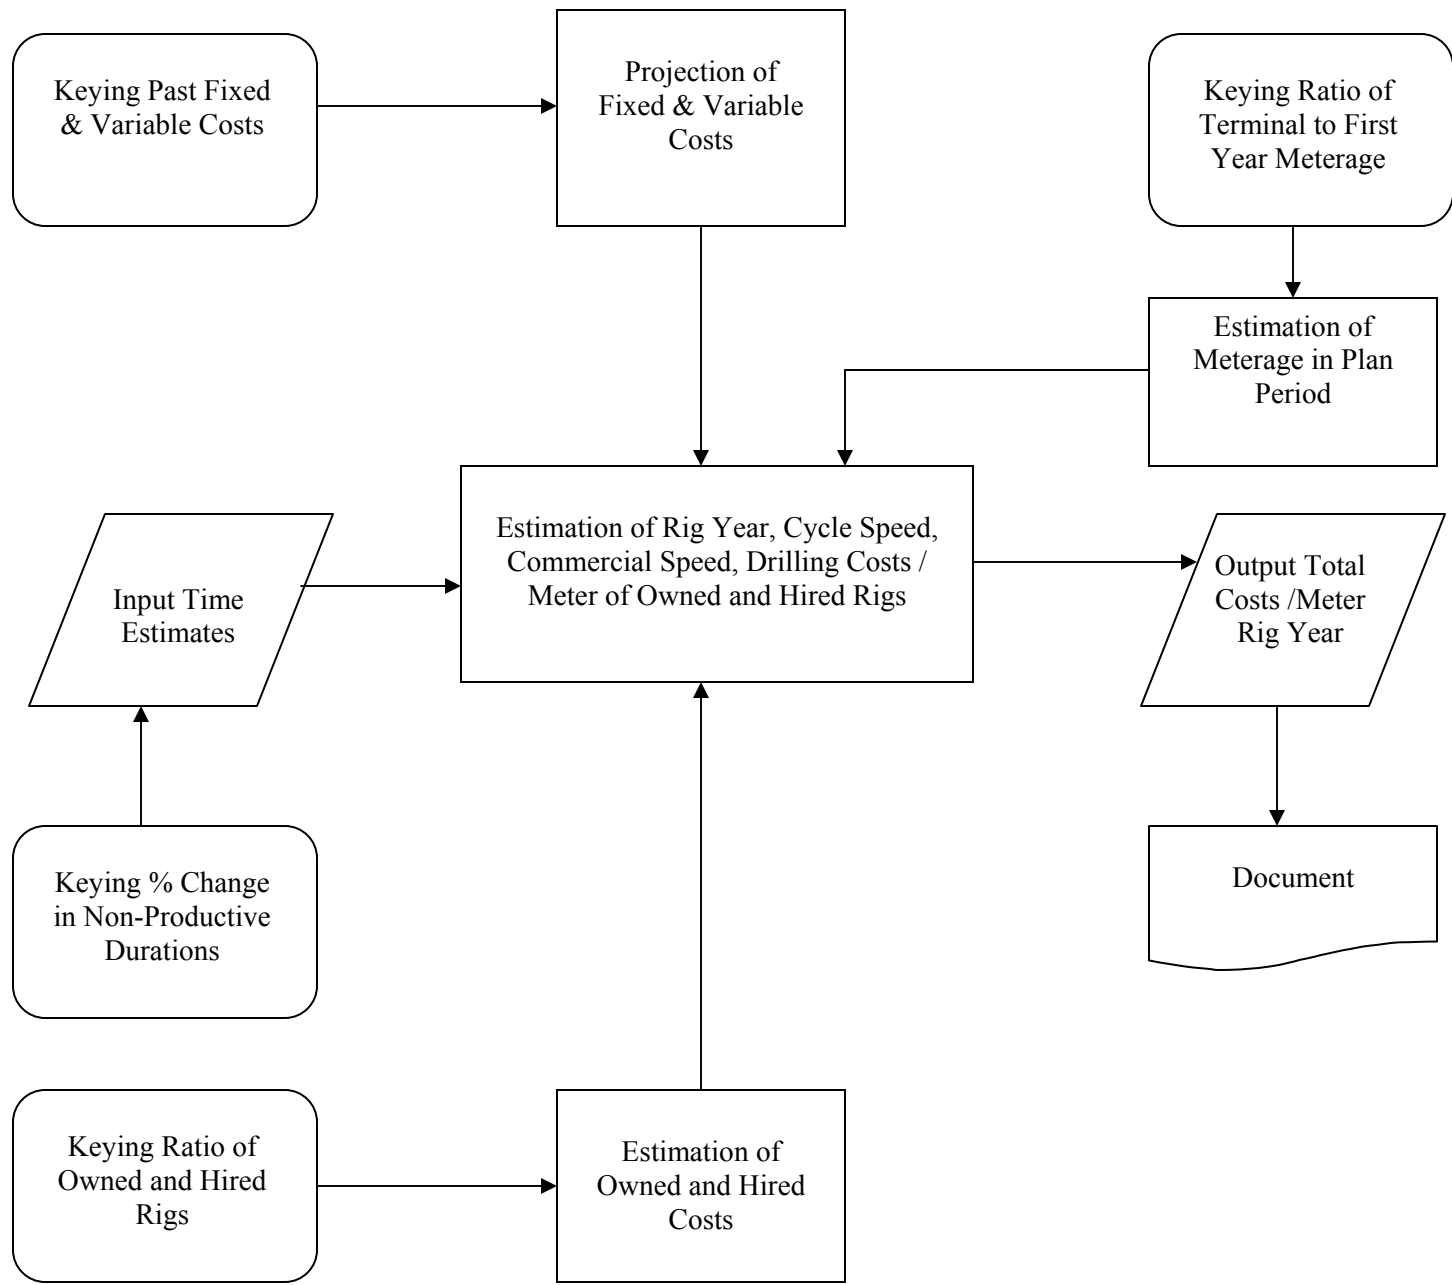 Keying Past Fixed
& Variable Costs
Projection of
Fixed & Variable
Costs
Keying Ratio of
Terminal to First
Year Meterage
Estimation of
Meterage in Plan
Period
Estimation of Rig Year, Cycle Speed,
Commercial Speed, Drilling Costs /
Meter of Owned and Hired Rigs
Input Time
Estimates
Output Total
Costs /Meter
Rig Year
Keying % Change
in Non-Productive
Durations
Document
Keying Ratio of
Owned and Hired
Rigs
Estimation of
Owned and Hired
Costs